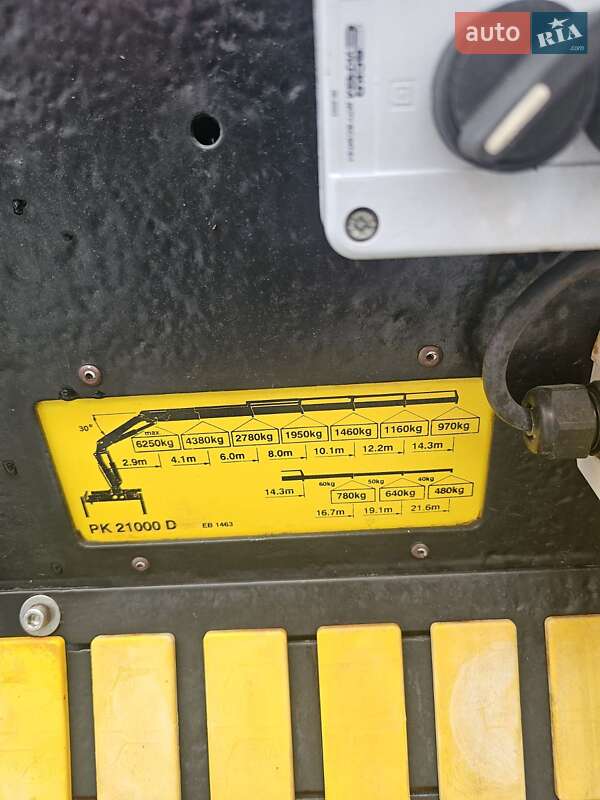 auto RIA .com
30°
max
6250kg 4380kg 2780kg 1950kg 1460kg 1160kg 970kg
2.9m 4.1m 6.0m 8.0m 10.1m 12.2m 14.3m
60kg 50kg 40kg
14.3m 780kg 640kg 480kg
16.7m 19.1m 21.6m
PK 21000 D EB 1463